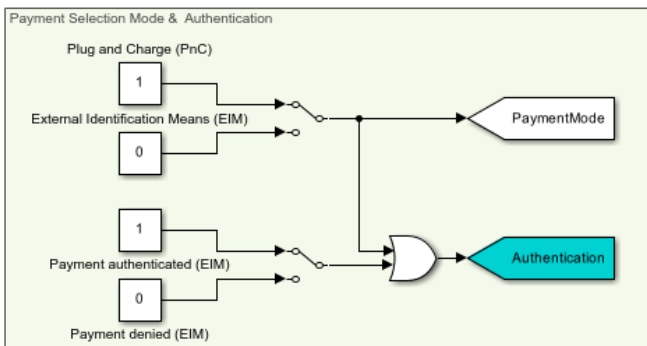 Payment Selection Mode &  Authentication
Plug and Charge (PnC)
1
PaymentMode
External Identification Means (EIM)
0
1
Payment authenticated (EIM)
Authentication
0
Payment denied (EIM)